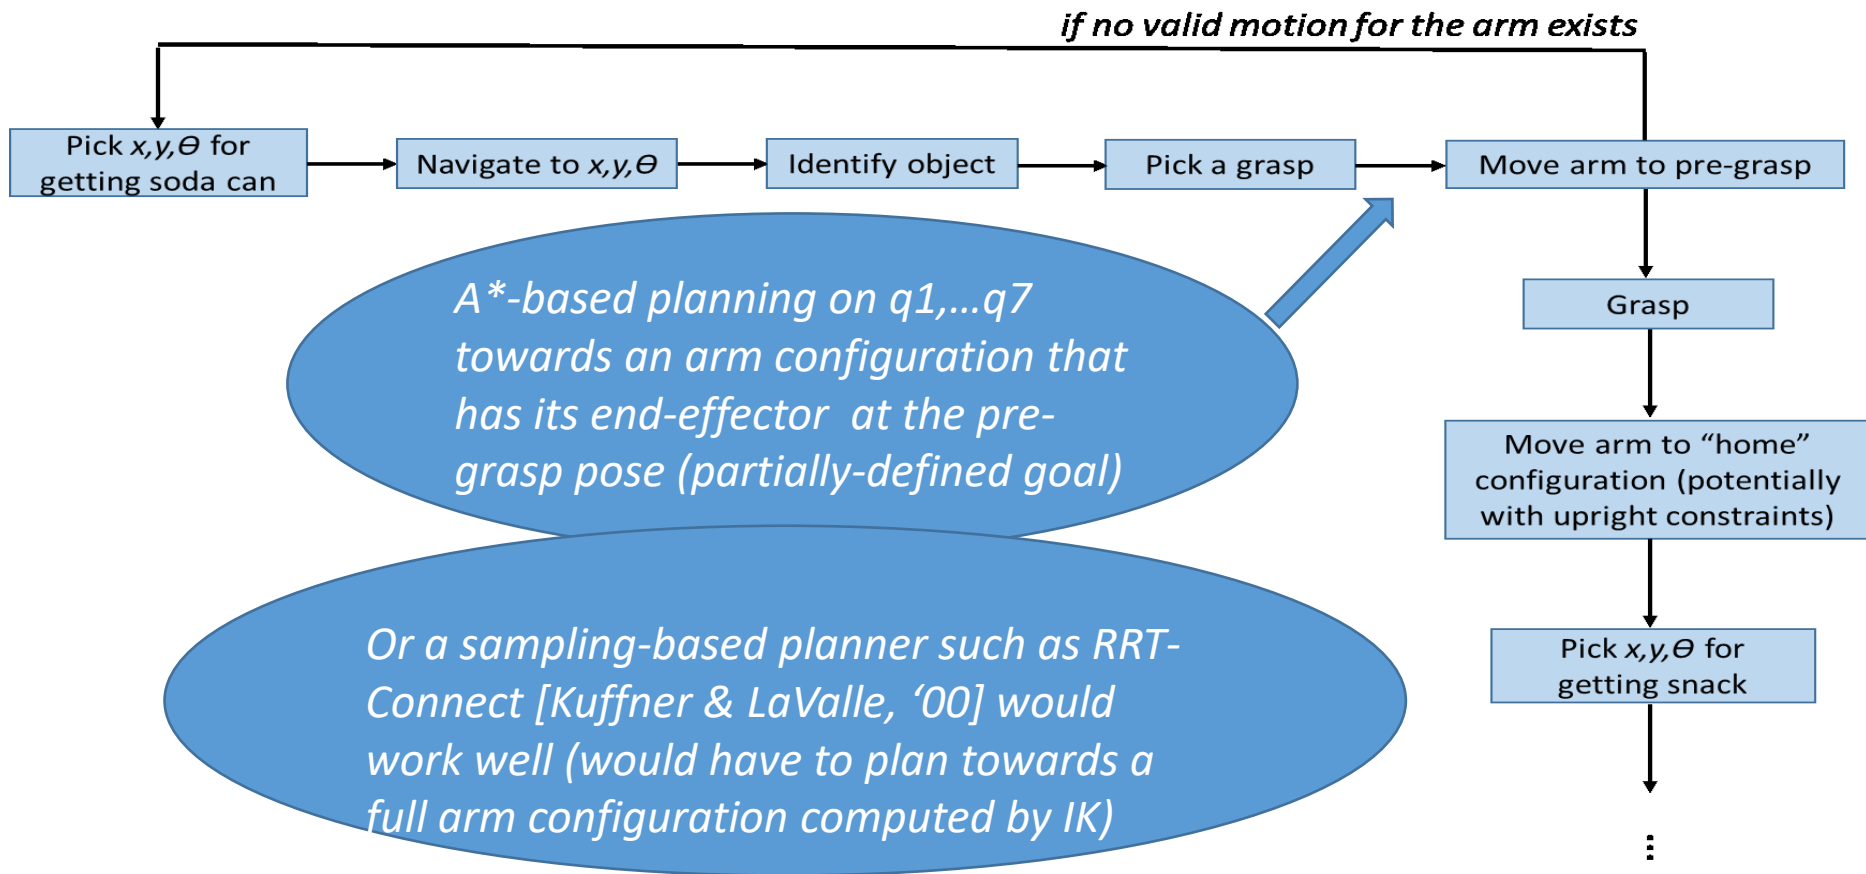 if no valid motion for the arm exists
Pick x,y,Θ for
getting soda can
Navigate to x,y,Θ
Identify object
Pick a grasp
Move arm to pre-grasp
A*-based planning on q1,…q7
towards an arm configuration that
has its end-effector at the pre-
grasp pose (partially-defined goal)
Grasp
Move arm to “home”
configuration (potentially
with upright constraints)
Or a sampling-based planner such as RRT-
Connect [Kuffner & LaValle, ‘00] would
work well (would have to plan towards a
full arm configuration computed by IK)
Pick x,y,Θ for
getting snack
⋮